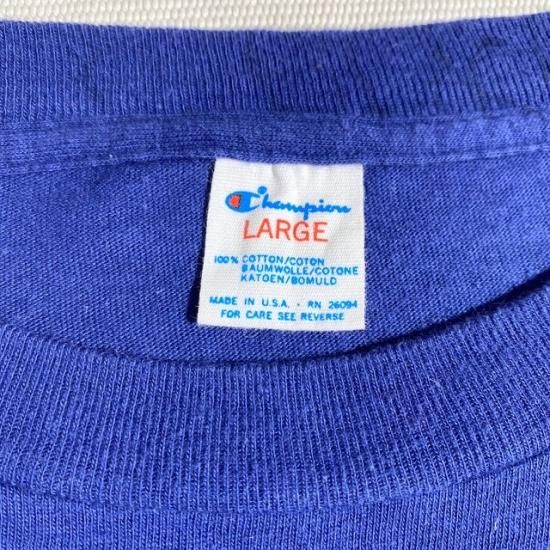 Champion
LARGE
100% COTTON/COTON
BAUMWOLLE/COTONE
KATOEN/BOMULD
MADE IN U.S.A. • RN 26094
FOR CARE SEE REVERSE